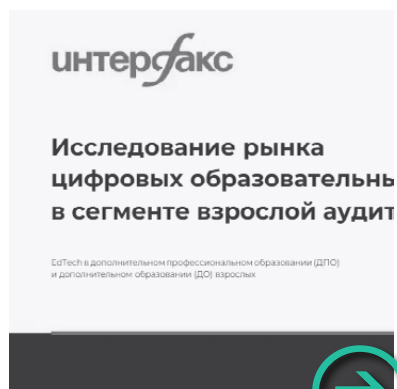 интерфакс
Исследование рынка
цифровых образовательны
в сегменте взрослой аудит
EdTech в дополнительном профессиональном образовании (ДПО)
и дополнительном образовании (ДО) взрослых